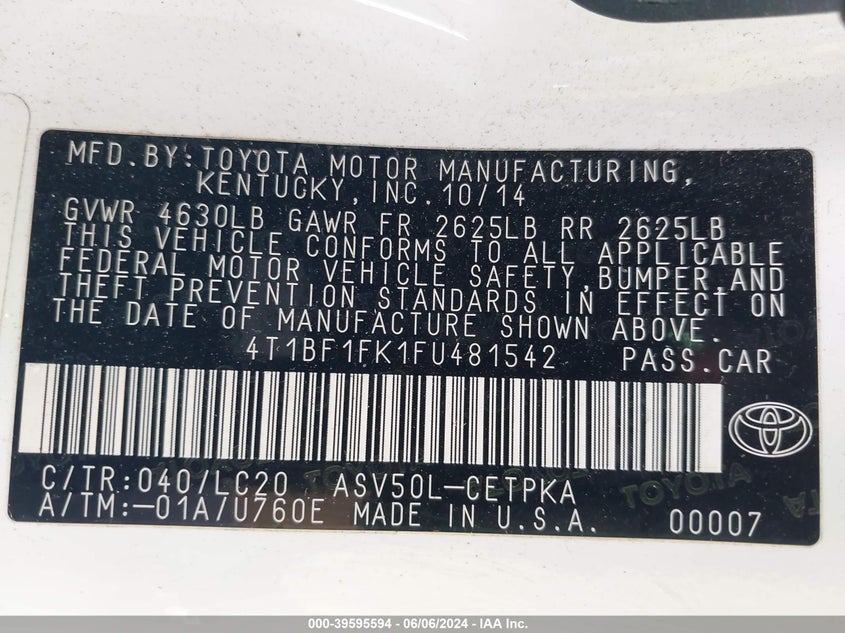 MFD. BY: TOYOTA MOTOR MANUFACTURING,
KENTUCKY, INC. 10/14
GVWR 4630LB GAWR FR 2625LB RR 2625LB
THIS VEHICLE CONFORMS TO ALL APPLICABLE
FEDERAL MOTOR VEHICLE SAFETY, BUMPER, AND
THEFT PREVENTION STANDARDS IN EFFECT ON
THE DATE OF MANUFACTURE SHOWN ABOVE.
4T1BF1FK1FU481542 PASS. CAR
C/TR: 040/LC20 ASV50L-CETPKA
A/TM:-01A/U760E MADE IN U.S.A. 00007
TOYOTA
000-39595594 | 06/06/2024 - IAA Inc.